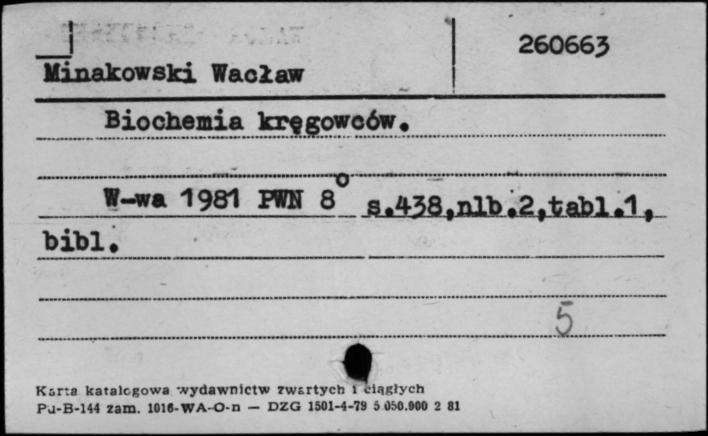 260663
Minakowski Wacław
Biochemia kręgowców.
W-wa 1981 PWN 8° s.438,nlb.2,tabl.1,
bibl.
5
Karta katalogowa wydawnictw zwartych i ciągłych
Pu-B-144 zam. 1016-WA-O-n — DZG 1501-4-79 5.050.000 2 81